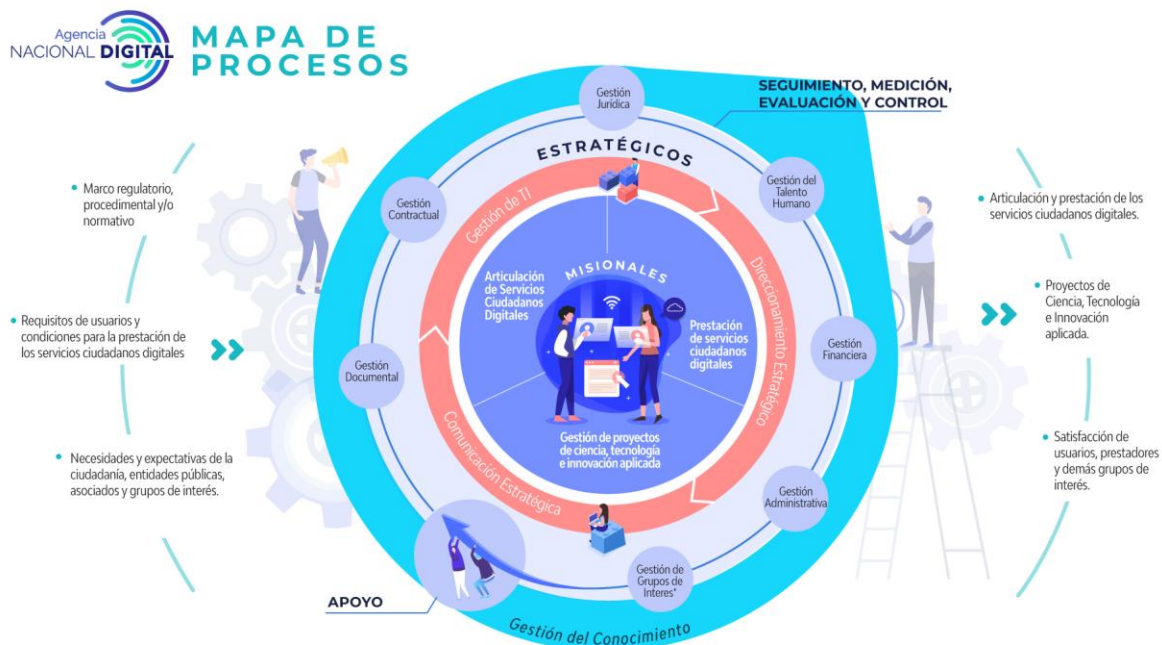 Agencia
NACIONAL DIGITAL
MAPA DE
PROCESOS
SEGUIMIENTO, MEDICIÓN,
EVALUACIÓN Y CONTROL
Marco regulatorio,
procedimental y/o
normativo
Requisitos de usuarios y
condiciones para la prestación de
los servicios ciudadanos digitales
Necesidades y expectativas de la
ciudadanía, entidades públicas,
asociados y grupos de interés.
Gestión
Jurídica
Gestión del
Talento
Humano
Gestión
Financiera
Gestión
Administrativa
Gestión de
Grupos de
Interes*
Gestión
Documental
Gestión
Contractual
ESTRATÉGICOS
Gestión de TI
Direccionamiento Estratégico
Comunicación Estratégica
MISIONALES
Articulación
de Servicios
Ciudadanos
Digitales
Prestación
de servicios
ciudadanos
digitales
Gestión de proyectos
de ciencia, tecnología
e innovación aplicada
APOYO
Gestión del Conocimiento
Articulación y prestación de los
servicios ciudadanos digitales.
Proyectos de
Ciencia, Tecnología
e Innovación
aplicada.
Satisfacción de
usuarios, prestadores
y demás grupos de
interés.